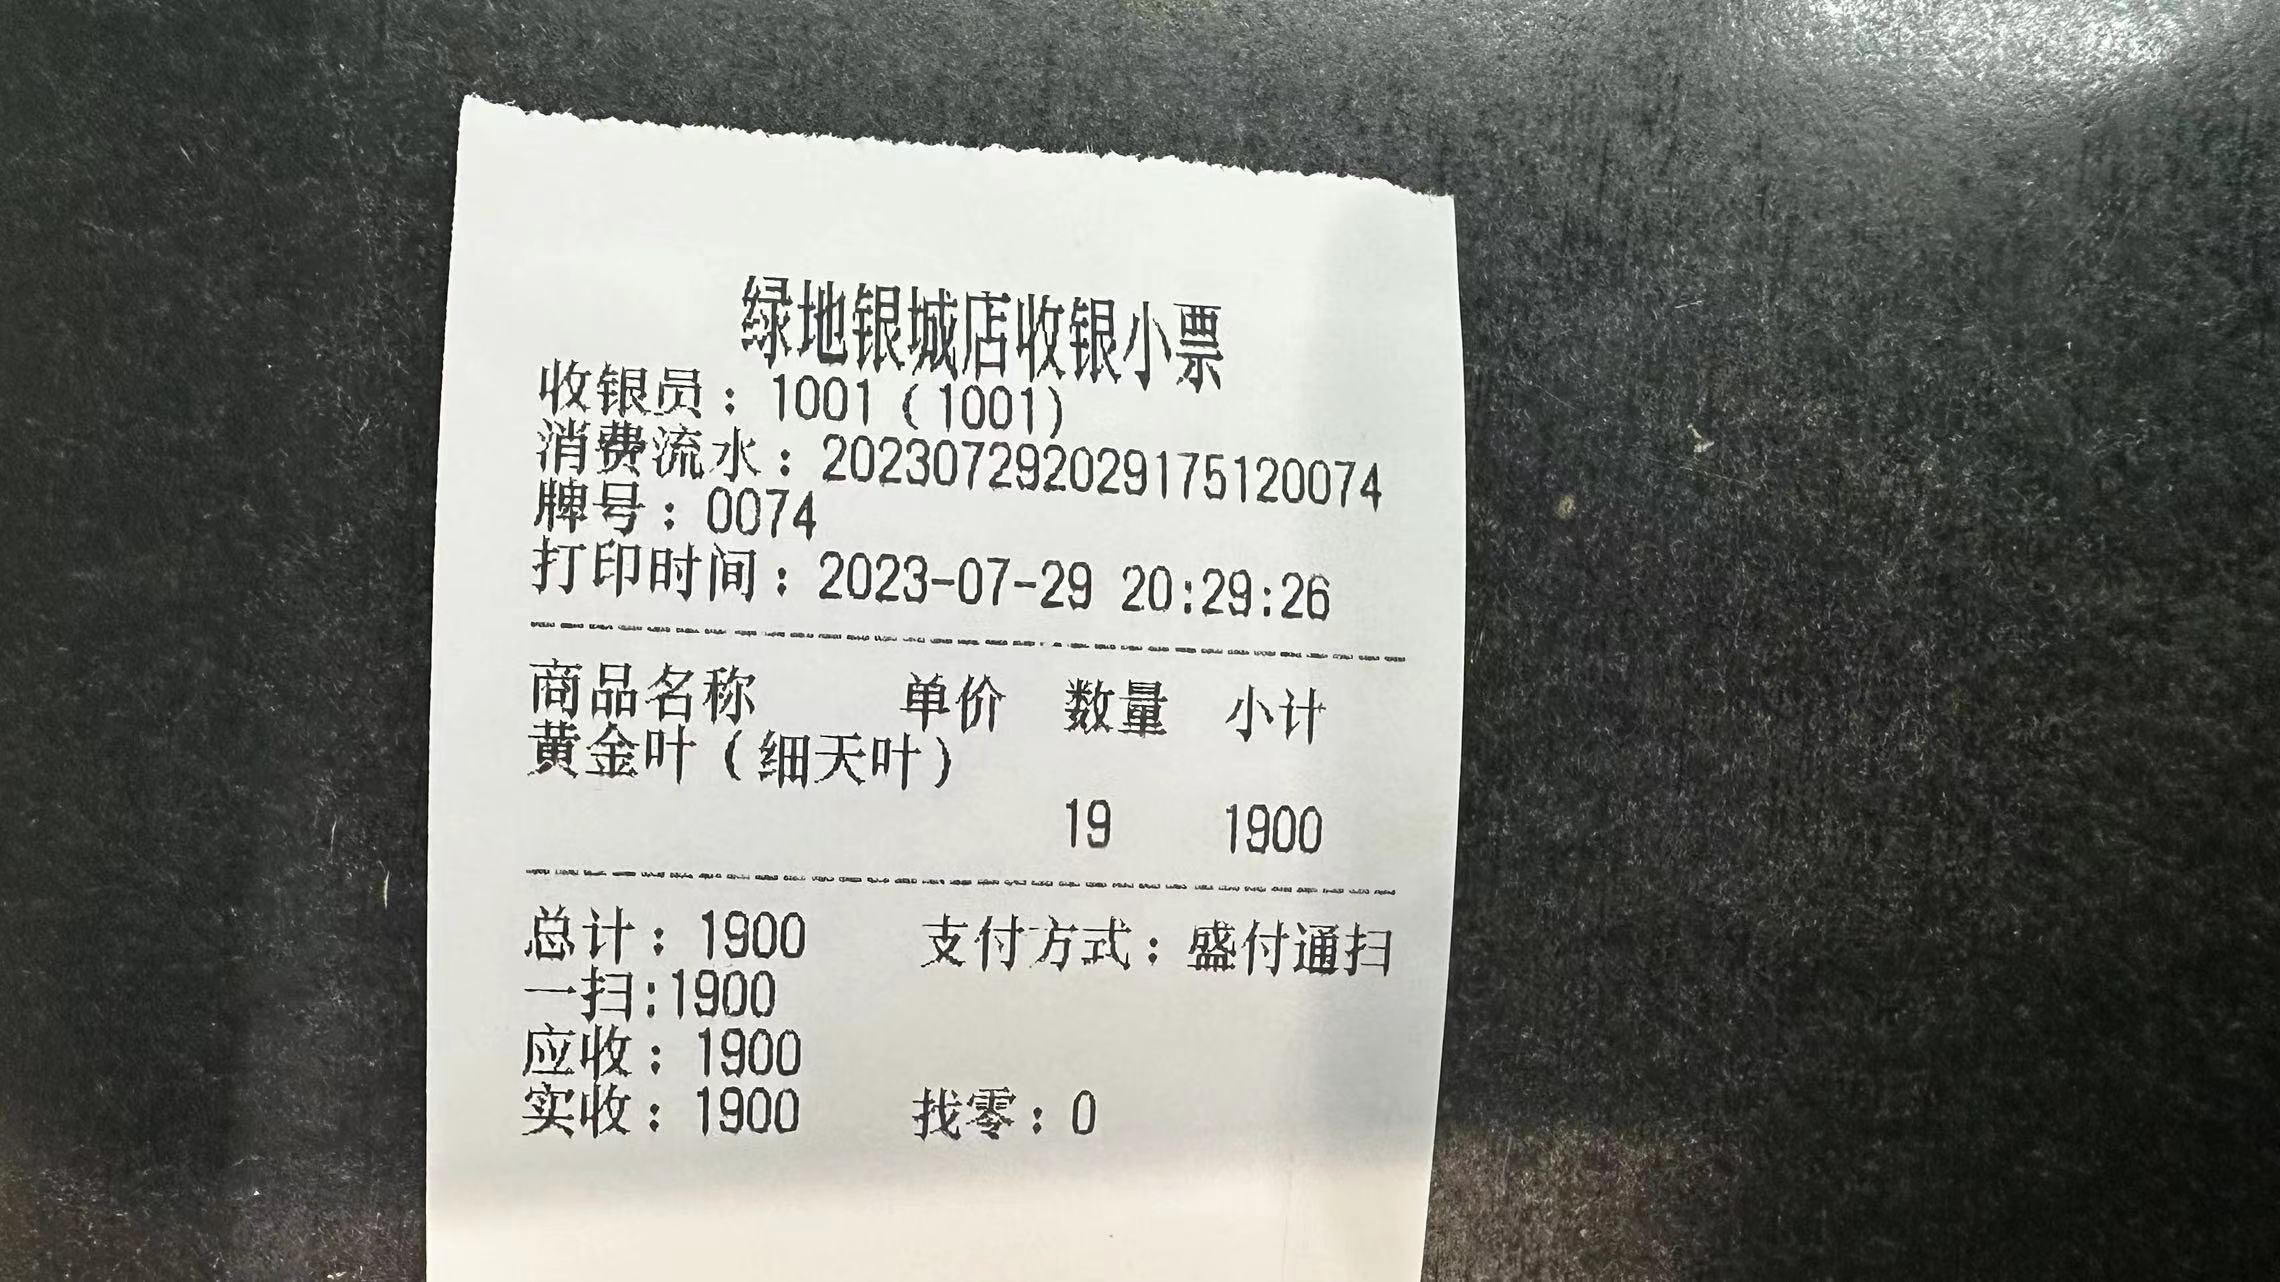 绿地银城店收银小票
收银员：1001（1001）
消费流水：20230729202917512​0074
牌号：0074
打印时间：2023-07-29 20:29:26
商品名称 单价 数量 小计
黄金叶（细天叶）
19 1900
总计：1900 支付方式：盛付通扫
一扫:1900
应收：1900
实收：1900 找零：0